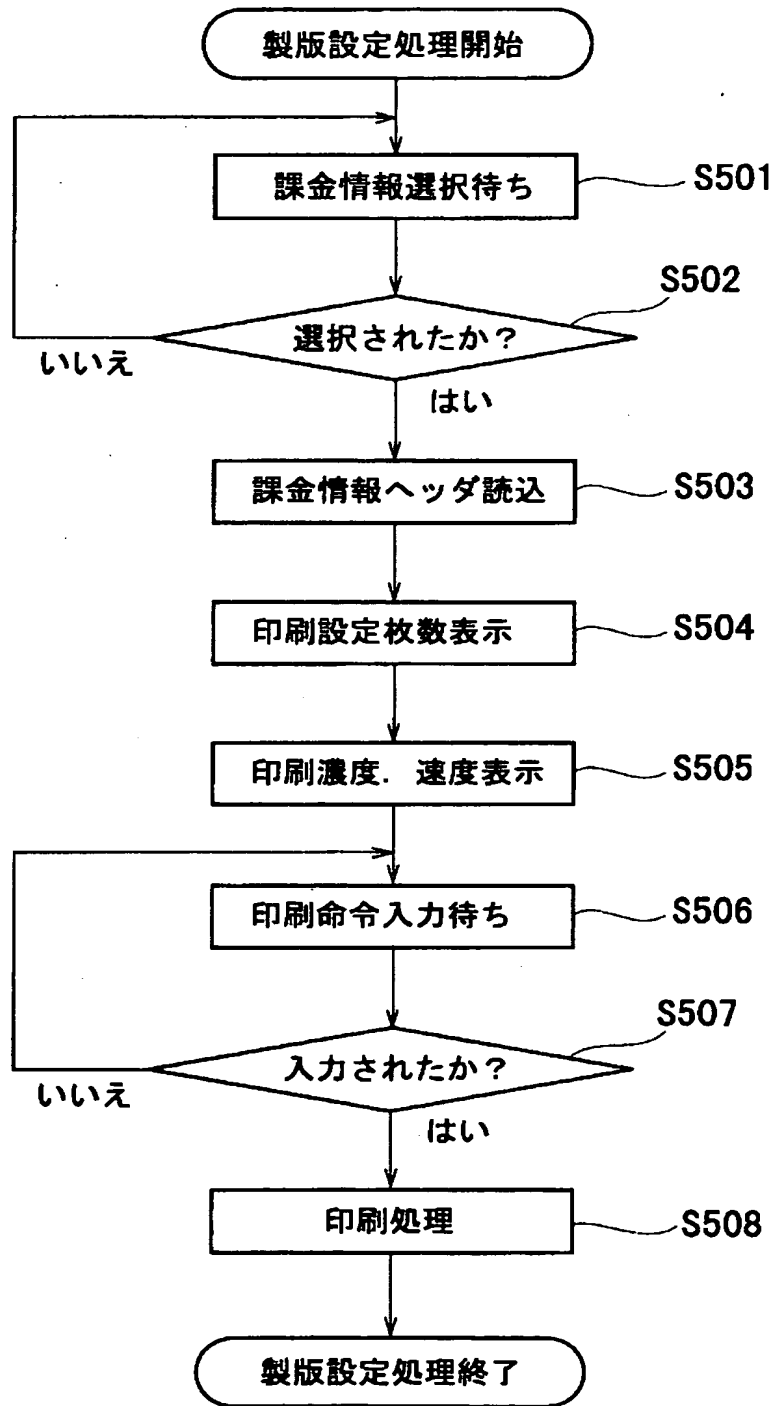 製版設定処理開始
課金情報選択待ち
S501
S502
選択されたか？
いいえ
はい
課金情報ヘッダ読込
S503
印刷設定枚数表示
S504
印刷濃度．速度表示
S505
印刷命令入力待ち
S506
S507
入力されたか？
いいえ
はい
印刷処理
S508
製版設定処理終了